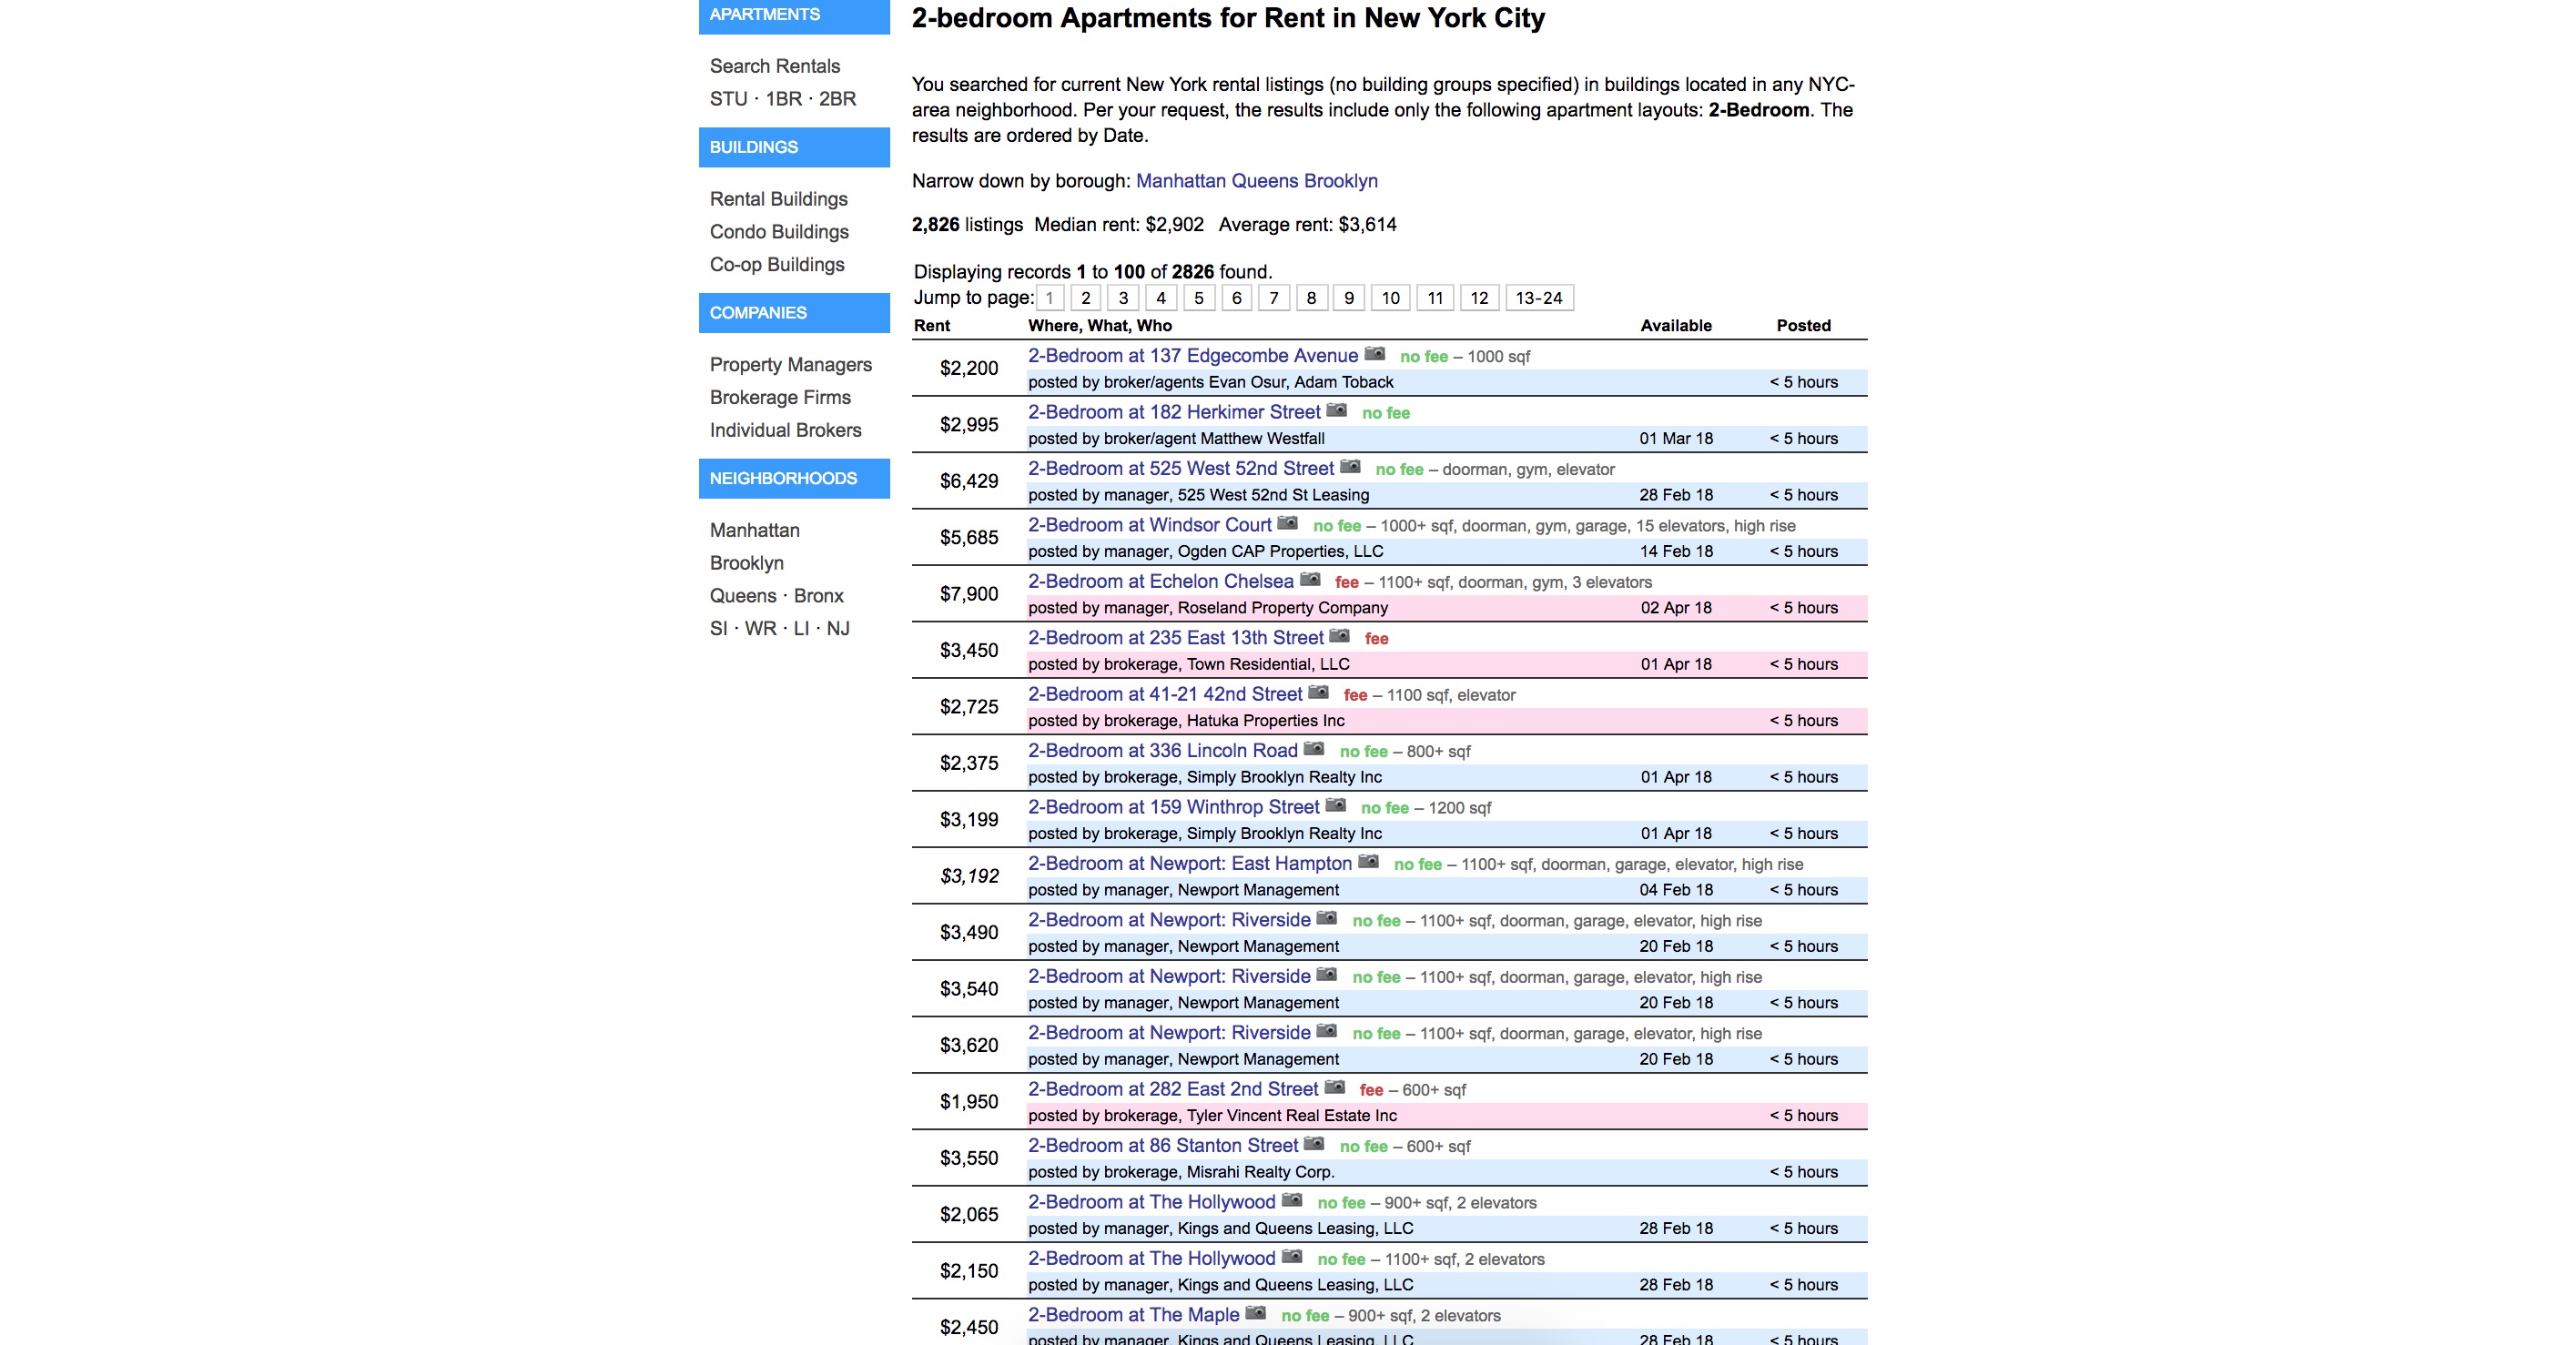 APARTMENTS
Search Rentals
STU · 1BR · 2BR
BUILDINGS
Rental Buildings
Condo Buildings
Co-op Buildings
COMPANIES
Property Managers
Brokerage Firms
Individual Brokers
NEIGHBORHOODS
Manhattan
Brooklyn
Queens · Bronx
SI · WR · LI · NJ
2-bedroom Apartments for Rent in New York City
You searched for current New York rental listings (no building groups specified) in buildings located in any NYC-
area neighborhood. Per your request, the results include only the following apartment layouts: 2-Bedroom. The
results are ordered by Date.
Narrow down by borough: Manhattan Queens Brooklyn
2,826 listings Median rent: $2,902 Average rent: $3,614
Displaying records 1 to 100 of 2826 found.
Jump to page: 1 2 3 4 5 6 7 8 9 10 11 12 13-24
Rent Where, What, Who Available Posted
$2,200 2-Bedroom at 137 Edgecombe Avenue no fee – 1000 sqf
posted by broker/agents Evan Osur, Adam Toback < 5 hours
$2,995 2-Bedroom at 182 Herkimer Street no fee
posted by broker/agent Matthew Westfall 01 Mar 18 < 5 hours
$6,429 2-Bedroom at 525 West 52nd Street no fee – doorman, gym, elevator
posted by manager, 525 West 52nd St Leasing 28 Feb 18 < 5 hours
$5,685 2-Bedroom at Windsor Court no fee – 1000+ sqf, doorman, gym, garage, 15 elevators, high rise
posted by manager, Ogden CAP Properties, LLC 14 Feb 18 < 5 hours
$7,900 2-Bedroom at Echelon Chelsea fee – 1100+ sqf, doorman, gym, 3 elevators
posted by manager, Roseland Property Company 02 Apr 18 < 5 hours
$3,450 2-Bedroom at 235 East 13th Street fee
posted by brokerage, Town Residential, LLC 01 Apr 18 < 5 hours
$2,725 2-Bedroom at 41-21 42nd Street fee – 1100 sqf, elevator
posted by brokerage, Hatuka Properties Inc < 5 hours
$2,375 2-Bedroom at 336 Lincoln Road no fee – 800+ sqf
posted by brokerage, Simply Brooklyn Realty Inc 01 Apr 18 < 5 hours
$3,199 2-Bedroom at 159 Winthrop Street no fee – 1200 sqf
posted by brokerage, Simply Brooklyn Realty Inc 01 Apr 18 < 5 hours
$3,192 2-Bedroom at Newport: East Hampton no fee – 1100+ sqf, doorman, garage, elevator, high rise
posted by manager, Newport Management 04 Feb 18 < 5 hours
$3,490 2-Bedroom at Newport: Riverside no fee – 1100+ sqf, doorman, garage, elevator, high rise
posted by manager, Newport Management 20 Feb 18 < 5 hours
$3,540 2-Bedroom at Newport: Riverside no fee – 1100+ sqf, doorman, garage, elevator, high rise
posted by manager, Newport Management 20 Feb 18 < 5 hours
$3,620 2-Bedroom at Newport: Riverside no fee – 1100+ sqf, doorman, garage, elevator, high rise
posted by manager, Newport Management 20 Feb 18 < 5 hours
$1,950 2-Bedroom at 282 East 2nd Street fee – 600+ sqf
posted by brokerage, Tyler Vincent Real Estate Inc < 5 hours
$3,550 2-Bedroom at 86 Stanton Street no fee – 600+ sqf
posted by brokerage, Misrahi Realty Corp. < 5 hours
$2,065 2-Bedroom at The Hollywood no fee – 900+ sqf, 2 elevators
posted by manager, Kings and Queens Leasing, LLC 28 Feb 18 < 5 hours
$2,150 2-Bedroom at The Hollywood no fee – 1100+ sqf, 2 elevators
posted by manager, Kings and Queens Leasing, LLC 28 Feb 18 < 5 hours
$2,450 2-Bedroom at The Maple no fee – 900+ sqf, 2 elevators
posted by manager, Kings and Queens Leasing, LLC 28 Feb 18 < 5 hours